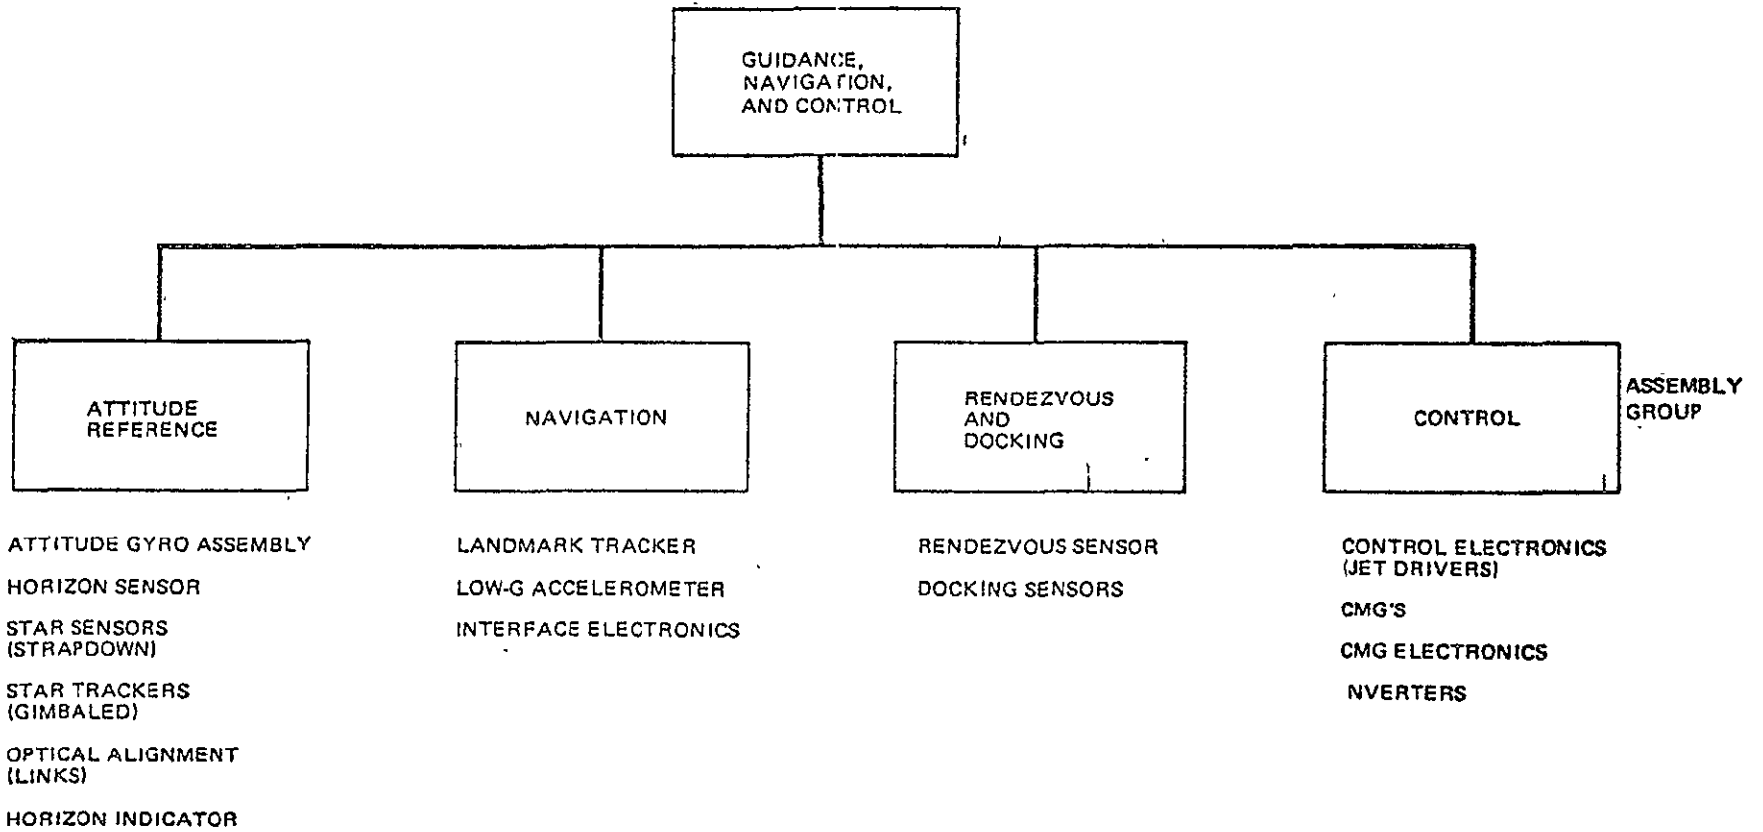 GUIDANCE,
NAVIGATION,
AND CONTROL
ATTITUDE
REFERENCE
NAVIGATION
RENDEZVOUS
AND
DOCKING
CONTROL
ASSEMBLY
GROUP
ATTITUDE GYRO ASSEMBLY
HORIZON SENSOR
STAR SENSORS
(STRAPDOWN)
STAR TRACKERS
(GIMBALED)
OPTICAL ALIGNMENT
(LINKS)
HORIZON INDICATOR
LANDMARK TRACKER
LOW-G ACCELEROMETER
INTERFACE ELECTRONICS
RENDEZVOUS SENSOR
DOCKING SENSORS
CONTROL ELECTRONICS
(JET DRIVERS)
CMG'S
CMG ELECTRONICS
NVERTERS